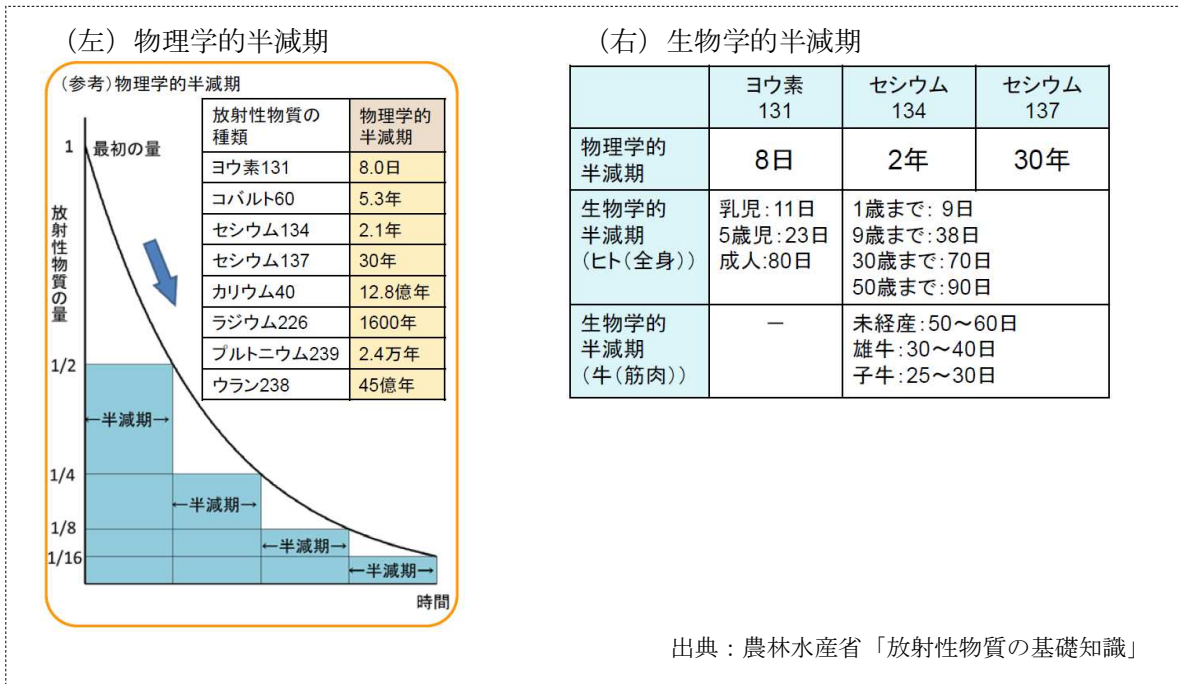 （左）物理学的半減期
（参考）物理学的半減期
放射性物質の種類 物理学的半減期
ヨウ素131 8.0日
コバルト60 5.3年
セシウム134 2.1年
セシウム137 30年
カリウム40 12.8億年
ラジウム226 1600年
プルトニウム239 2.4万年
ウラン238 45億年
1 最初の量
放射性物質の量
1/2
←半減期→
1/4
←半減期→
1/8
←半減期→
1/16
←半減期→
時間
（右）生物学的半減期
ヨウ素131 セシウム134 セシウム137
物理学的半減期 8日 2年 30年
生物学的半減期（ヒト（全身））
乳児：11日
5歳児：23日
成人：80日
1歳まで： 9日
9歳まで：38日
30歳まで：70日
50歳まで：90日
生物学的半減期（牛（筋肉））
－
未経産：50～60日
雄牛：30～40日
子牛：25～30日
出典：農林水産省「放射性物質の基礎知識」